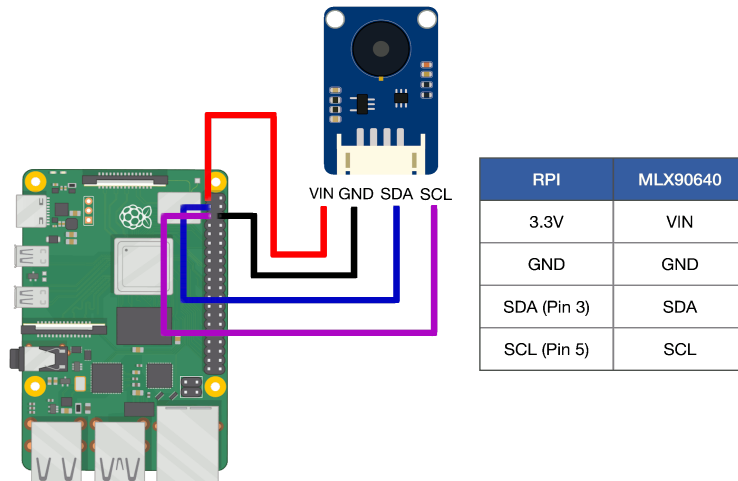 VIN GND SDA SCL
RPI MLX90640
3.3V VIN
GND GND
SDA (Pin 3) SDA
SCL (Pin 5) SCL